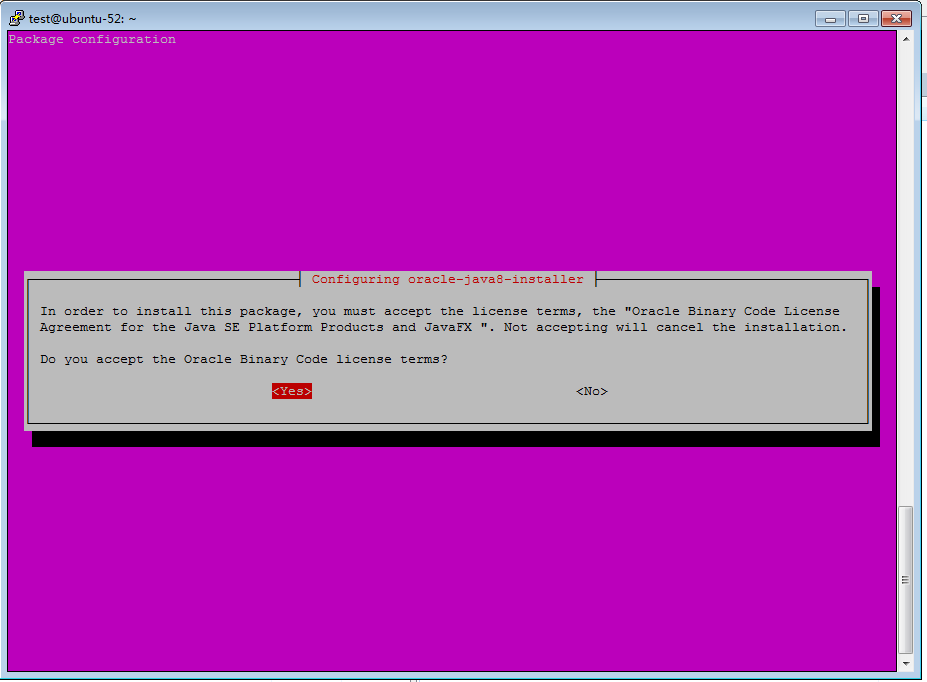 test@ubuntu-52: ~
Package configuration
Configuring oracle-java8-installer
In order to install this package, you must accept the license terms, the "Oracle Binary Code License
Agreement for the Java SE Platform Products and JavaFX ". Not accepting will cancel the installation.
Do you accept the Oracle Binary Code license terms?
<Yes> <No>